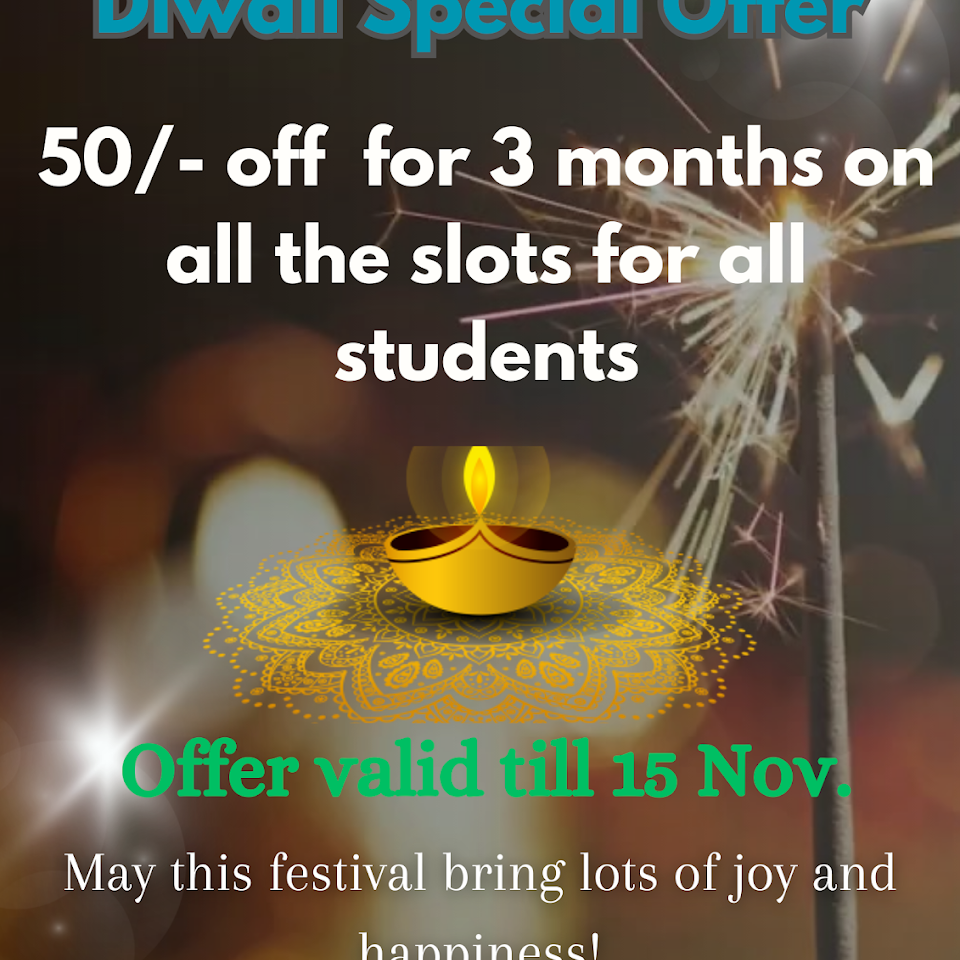 Diwali Special Offer
50/- off for 3 months on
all the slots for all
students
Offer valid till 15 Nov.
May this festival bring lots of joy and
happiness!